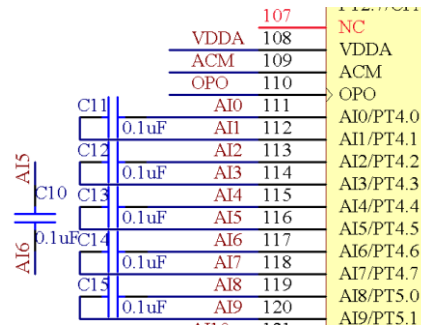 107
NC
VDDA 108 VDDA
ACM 109 ACM
OPO 110 OPO
C11 AI0 111 AI0/PT4.0
0.1uF AI1 112 AI1/PT4.1
C12 AI2 113 AI2/PT4.2
0.1uF AI3 114 AI3/PT4.3
AI5 C10 C13 AI4 115 AI4/PT4.4
0.1uF AI5 116 AI5/PT4.5
AI6 0.1uF C14 AI6 117 AI6/PT4.6
0.1uF AI7 118 AI7/PT4.7
C15 AI8 119 AI8/PT5.0
0.1uF AI9 120 AI9/PT5.1